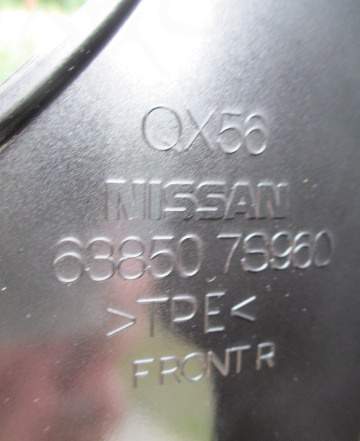 QX56
NISSAN
63850 7S960
>TPE<
FRONT R